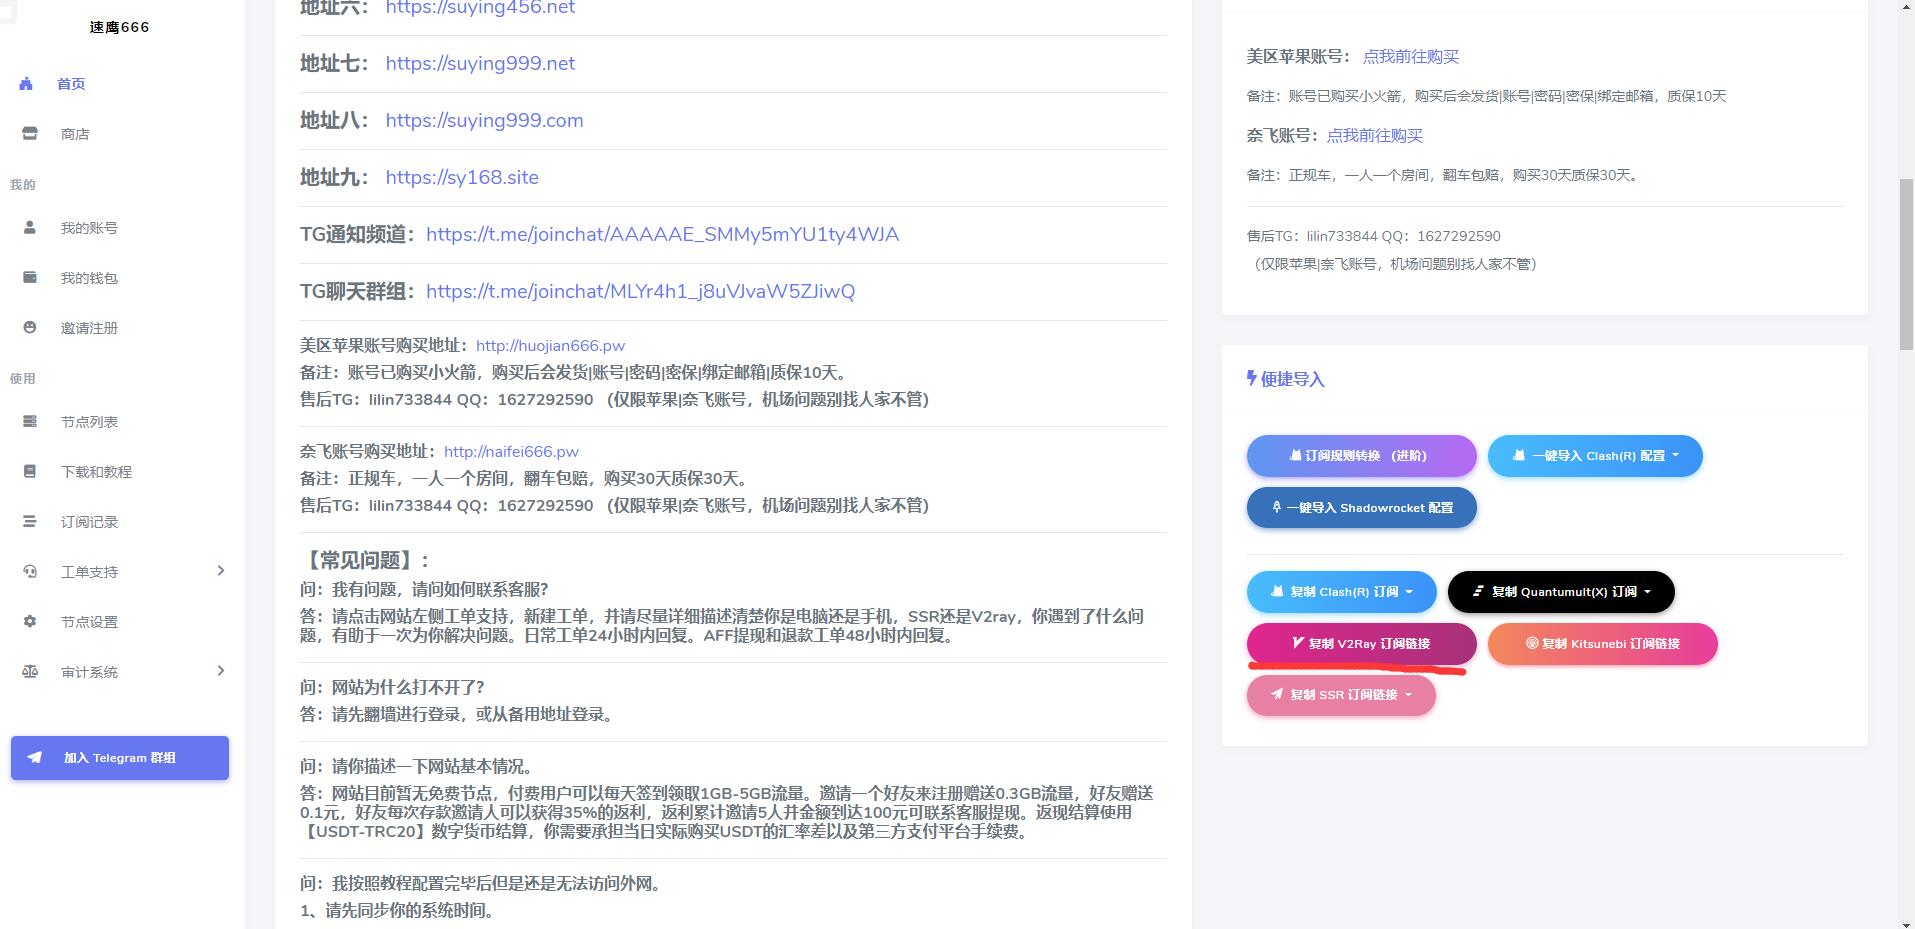 速鹰666
首页
商店
我的
我的账号
我的钱包
邀请注册
使用
节点列表
下载和教程
订阅记录
工单支持
节点设置
审计系统
加入 Telegram 群组
地址六： https://suying456.net
地址七： https://suying999.net
地址八： https://suying999.com
地址九： https://sy168.site
TG通知频道：https://t.me/joinchat/AAAAAE_SMMy5mYU1ty4WJA
TG聊天群组：https://t.me/joinchat/MLYr4h1_j8uVJvaW5ZJiwQ
美区苹果账号购买地址：http://huojian666.pw
备注：账号已购买小火箭，购买后会发货|账号|密码|密保|绑定邮箱|质保10天。
售后TG：lilin733844 QQ：1627292590 （仅限苹果|奈飞账号，机场问题别找人家不管）
奈飞账号购买地址：http://naifei666.pw
备注：正规车，一人一个房间，翻车包赔，购买30天质保30天。
售后TG：lilin733844 QQ：1627292590 （仅限苹果|奈飞账号，机场问题别找人家不管）
【常见问题】：
问：我有问题，请问如何联系客服？
答：请点击网站左侧工单支持，新建工单，并请尽量详细描述清楚你是电脑还是手机，SSR还是V2ray，你遇到了什么问
题，有助于一次为你解决问题。日常工单24小时内回复。AFF提现和退款工单48小时内回复。
问：网站为什么打不开了？
答：请先翻墙进行登录，或从备用地址登录。
问：请你描述一下网站基本情况。
答：网站目前暂无免费节点，付费用户可以每天签到领取1GB-5GB流量。邀请一个好友来注册赠送0.3GB流量，好友赠送
0.1元，好友每次存款邀请人可以获得35%的返利，返利累计邀请5人并金额到达100元可联系客服提现。返现结算使用
【USDT-TRC20】数字货币结算，你需要承担当日实际购买USDT的汇率差以及第三方支付平台手续费。
问：我按照教程配置完毕后但是还是无法访问外网。
1、请先同步你的系统时间。
美区苹果账号： 点我前往购买
备注：账号已购买小火箭，购买后会发货|账号|密码|密保|绑定邮箱，质保10天
奈飞账号：点我前往购买
备注：正规车，一人一个房间，翻车包赔，购买30天质保30天。
售后TG：lilin733844 QQ：1627292590
（仅限苹果|奈飞账号，机场问题别找人家不管）
便捷导入
订阅规则转换 （进阶）
一键导入 Clash(R) 配置
一键导入 Shadowrocket 配置
复制 Clash(R) 订阅
复制 Quantumult(X) 订阅
复制 V2Ray 订阅链接
复制 Kitsunebi 订阅链接
复制 SSR 订阅链接